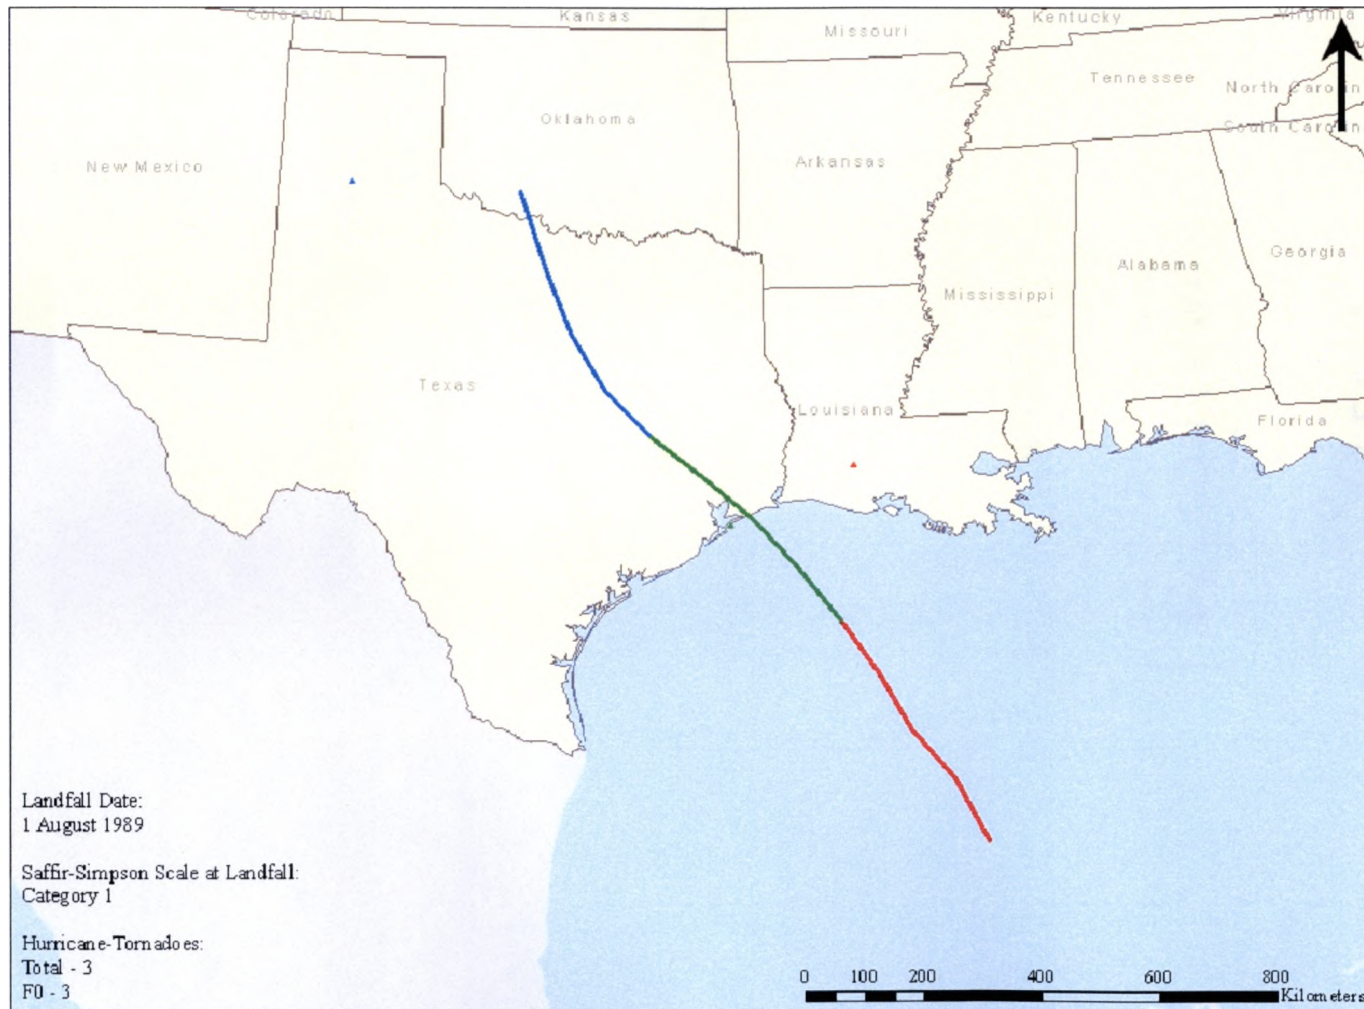 Colorado
Kansas
Missouri
Kentucky
Virginia
Tennessee
North Carolin
South Carolin
Oklahoma
New Mexico
Arkansas
Georgia
Alabama
Mississippi
Texas
Louisiana
Florida
Landfall Date:
1 August 1989
Saffir-Simpson Scale at Landfall:
Category 1
Hurricane-Tornadoes:
Total - 3
F0 - 3
0 100 200 400 600 800
Kilometers